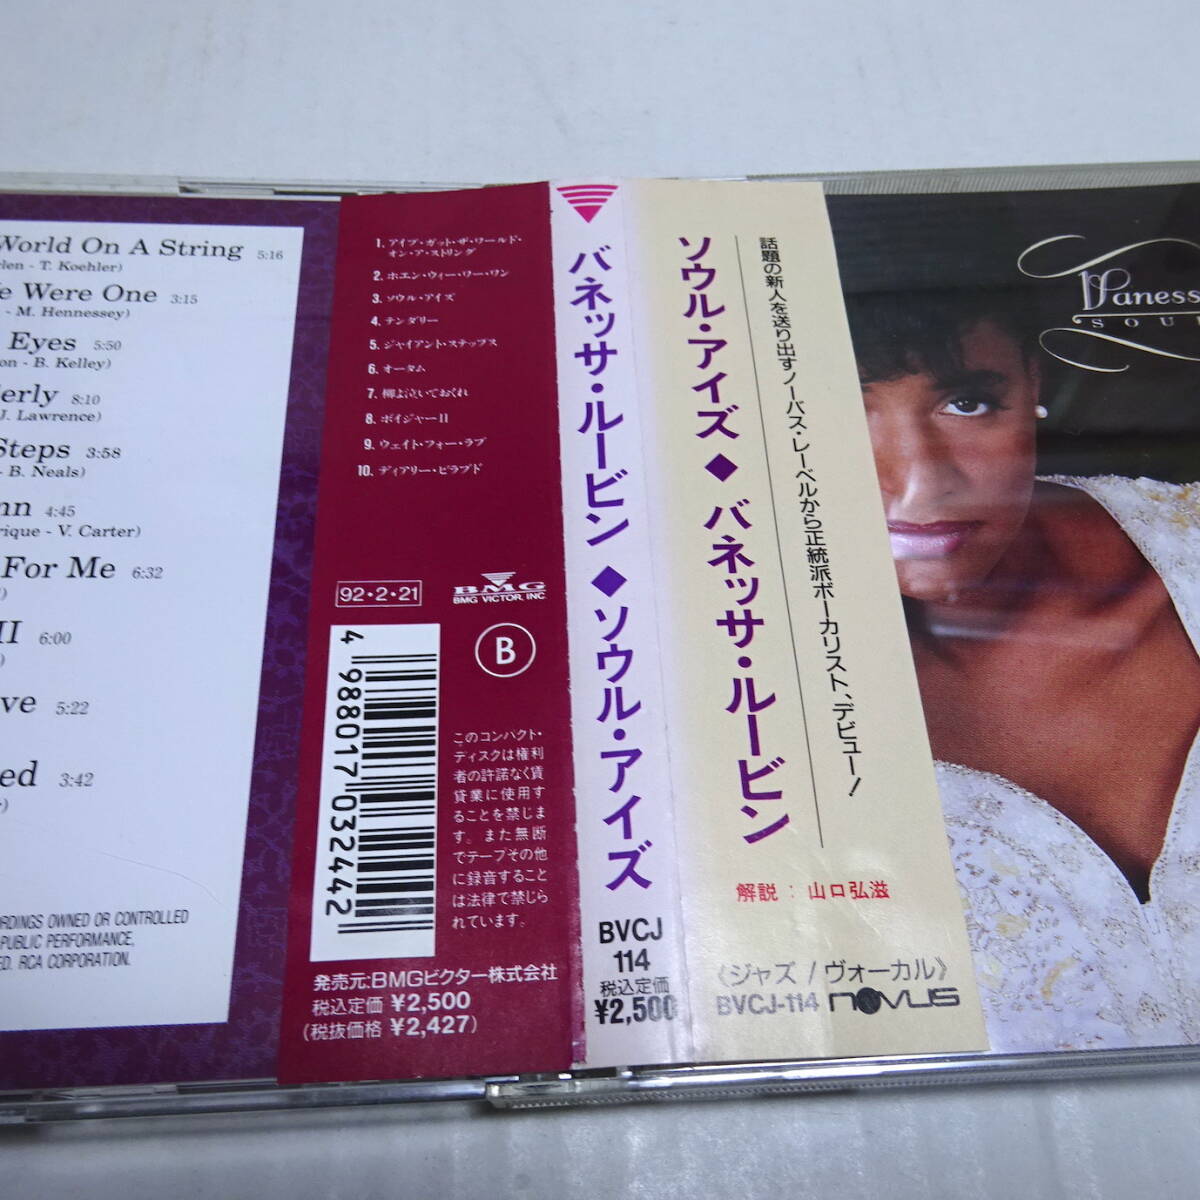 World On A String 5:16
len - T. Koehler)
e Were One 3:15
- M. Hennessey)
Eyes 5:50
on - B. Kelley)
erly 8:10
J. Lawrence)
Steps 3:58
- B. Neals)
mn 4:45
rique - V. Carter)
For Me 6:32
II 6:00
ve 5:22
ed 3:42
RDINGS OWNED OR CONTROLLED
PUBLIC PERFORMANCE,
ED. RCA CORPORATION.
1. アイブ・ガット・ザ・ワールド・
オン・ア・ストリング
2. ホエン・ウィー・ワー・ワン
3. ソウル・アイズ
4. テンダリー
5. ジャイアント・ステップス
6. オータム
7. 柳よ泣いておくれ
8. ボイジャーII
9. ウェイト・フォー・ラブ
10. ディアリー・ビラブド
92・2・21
BMG
BMG VICTOR, INC
B
4 988017 032442
このコンパクト・
ディスクは権利
者の許諾なく賃
貸業に使用す
ることを禁じま
す。また無断
でテープその他
に録音すること
は法律で禁じら
れています。
発売元:BMGビクター株式会社
税込定価 ¥2,500
(税抜価格 ¥2,427)
バネッサ・ルービン◆ソウル・アイズ
BVCJ
114
税込定価
¥2,500
話題の新人を送り出すノーバス・レーベルから正統派ボーカリスト、デビュー!
ソウル・アイズ◆バネッサ・ルービン
解説:山口弘滋
《ジャズ/ヴォーカル》
BVCJ-114 NOVUS
Vaness
SOU